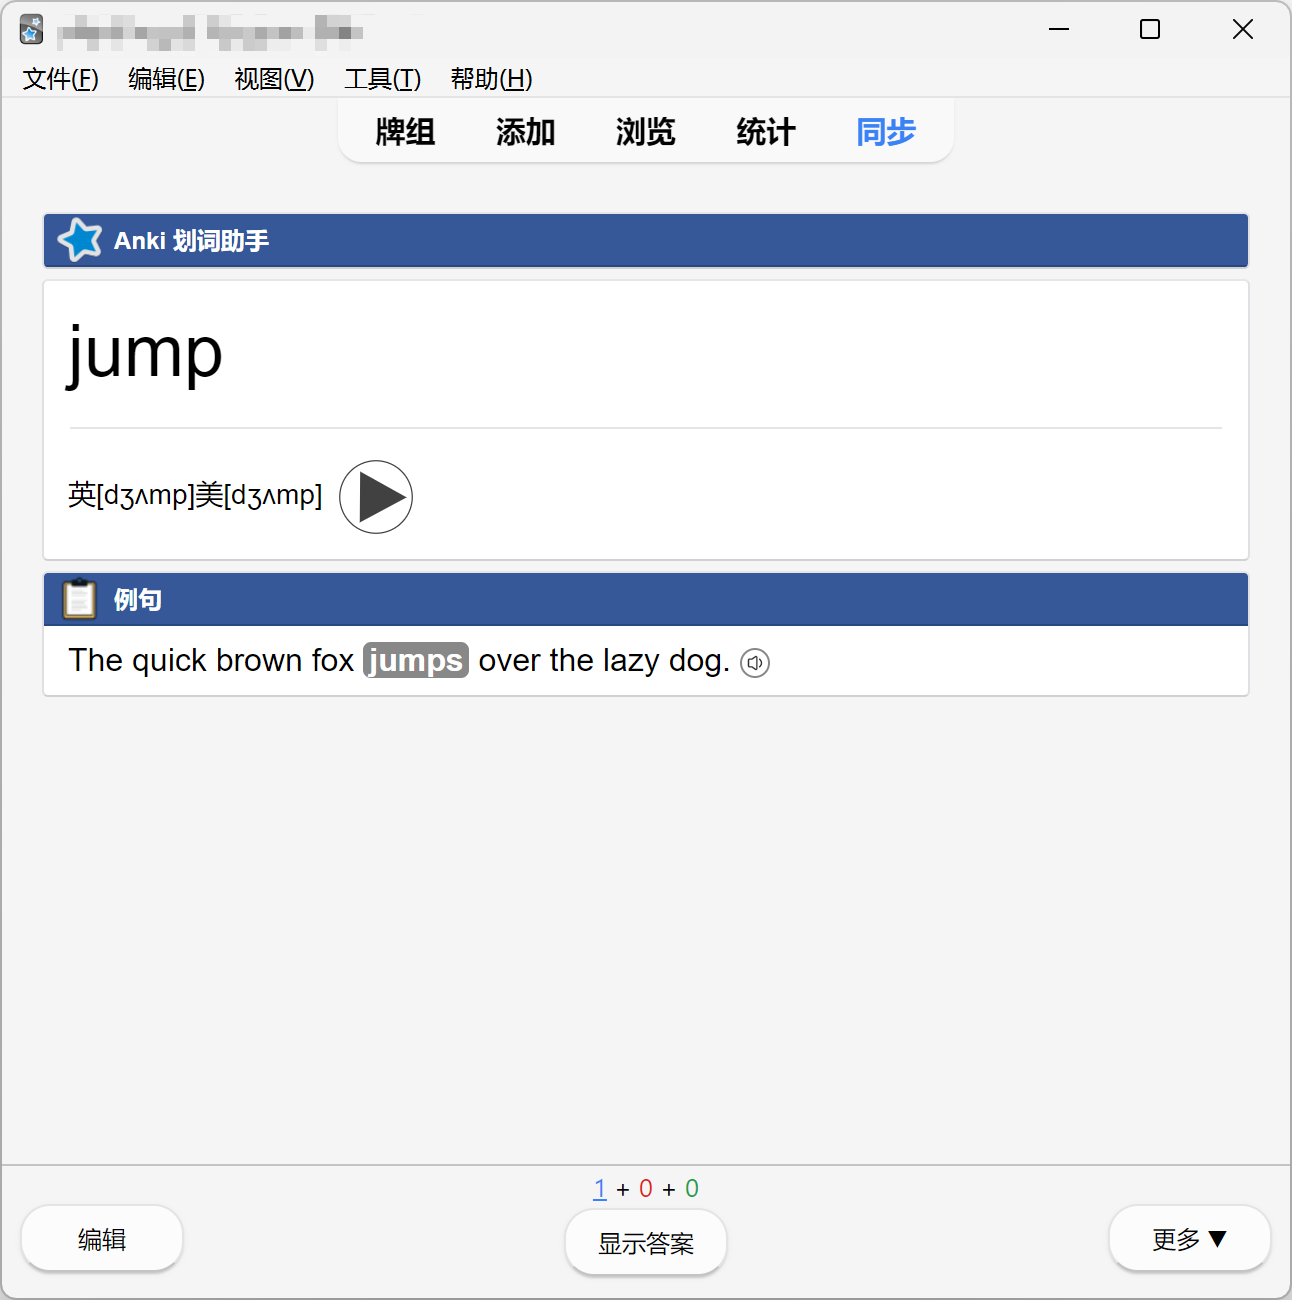 文件(F) 编辑(E) 视图(V) 工具(T) 帮助(H)
牌组 添加 浏览 统计 同步
Anki 划词助手
jump
英[dʒʌmp]美[dʒʌmp]
例句
The quick brown fox jumps over the lazy dog.
1 + 0 + 0
编辑 显示答案 更多 ▼